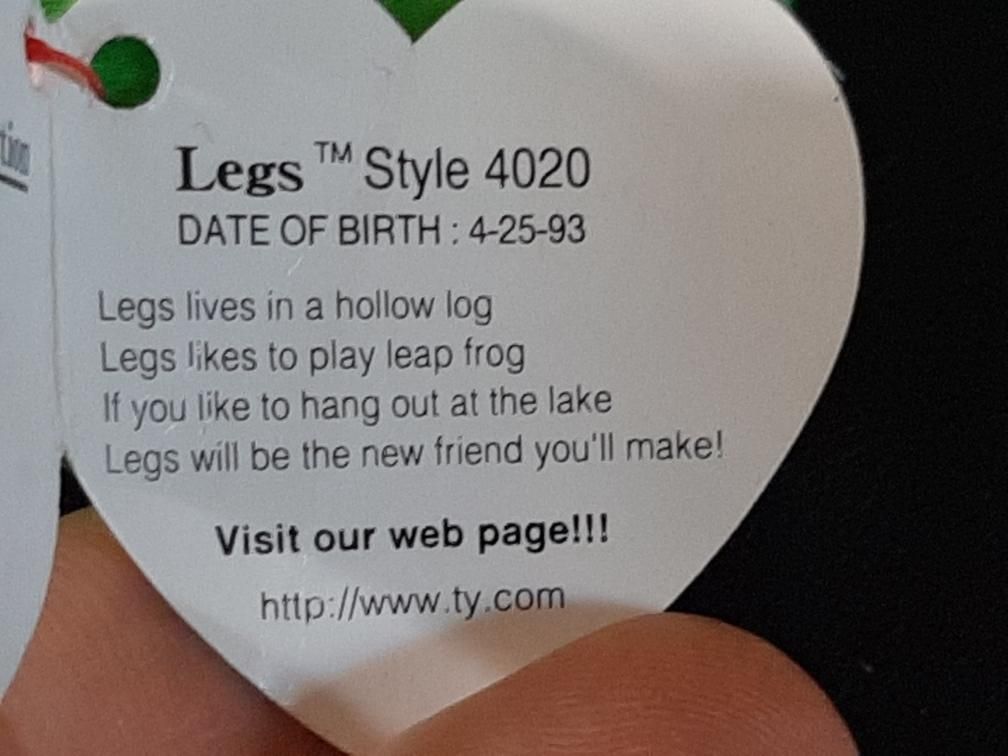 tion
Legs ™ Style 4020
DATE OF BIRTH : 4-25-93
Legs lives in a hollow log
Legs likes to play leap frog
If you like to hang out at the lake
Legs will be the new friend you'll make!
Visit our web page!!!
http://www.ty.com